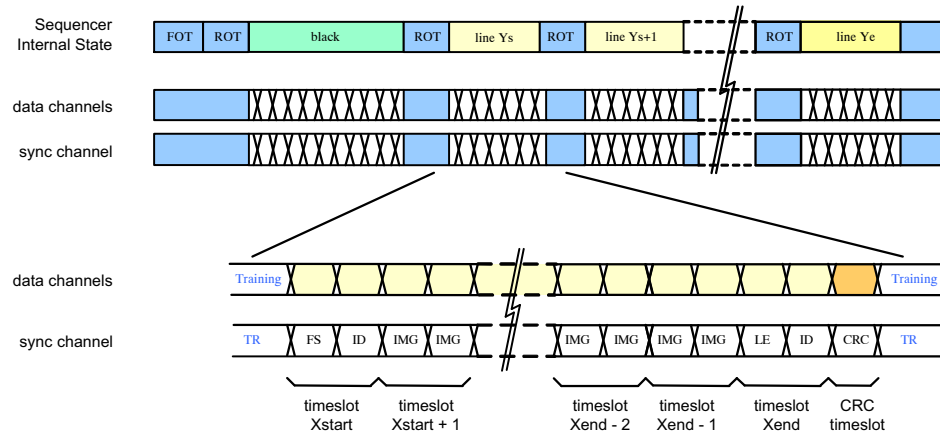 Sequencer
Internal State
FOT ROT black ROT line Ys ROT line Ys+1 ROT line Ye
data channels
sync channel
data channels Training Training
sync channel TR FS ID IMG IMG IMG IMG IMG IMG LE ID CRC TR
timeslot timeslot timeslot timeslot timeslot CRC
Xstart Xstart + 1 Xend - 2 Xend - 1 Xend timeslot